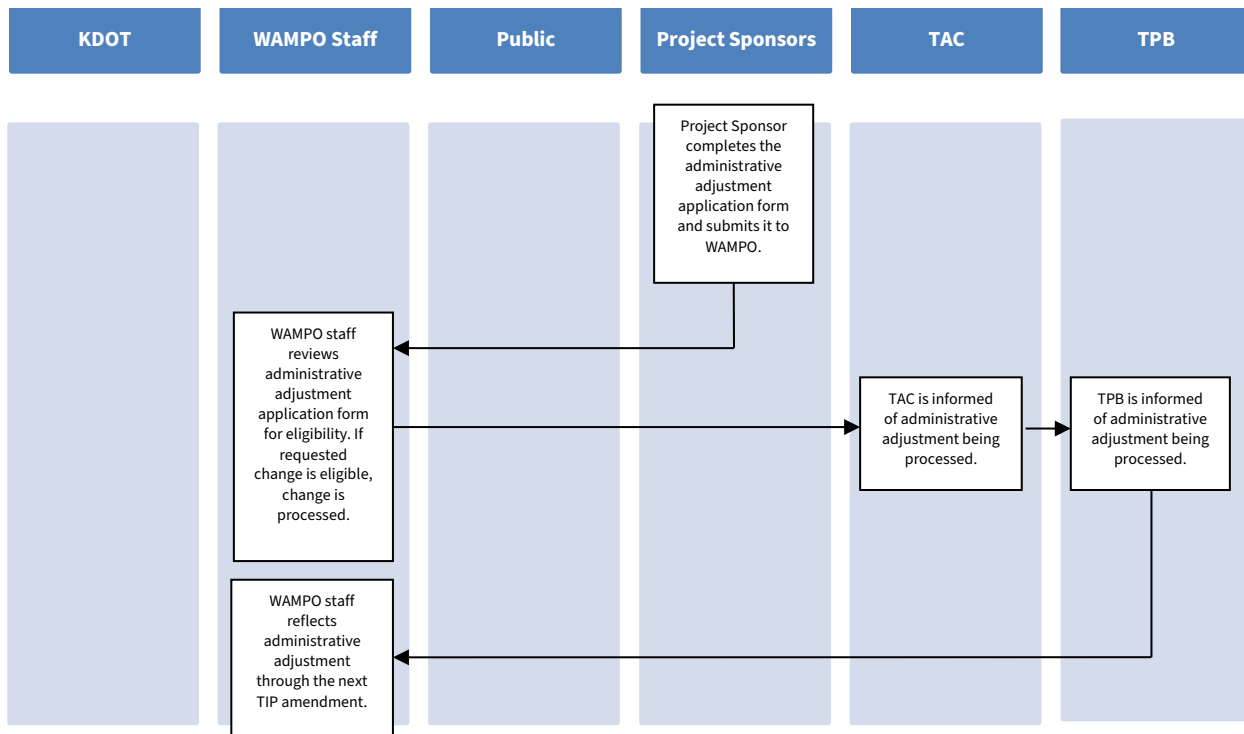 KDOT
WAMPO Staff
Public
Project Sponsors
TAC
TPB
Project Sponsor
completes the
administrative
adjustment
application form
and submits it to
WAMPO.
WAMPO staff
reviews
administrative
adjustment
application form
for eligibility. If
requested
change is eligible,
change is
processed.
TAC is informed
of administrative
adjustment being
processed.
TPB is informed
of administrative
adjustment being
processed.
WAMPO staff
reflects
administrative
adjustment
through the next
TIP amendment.